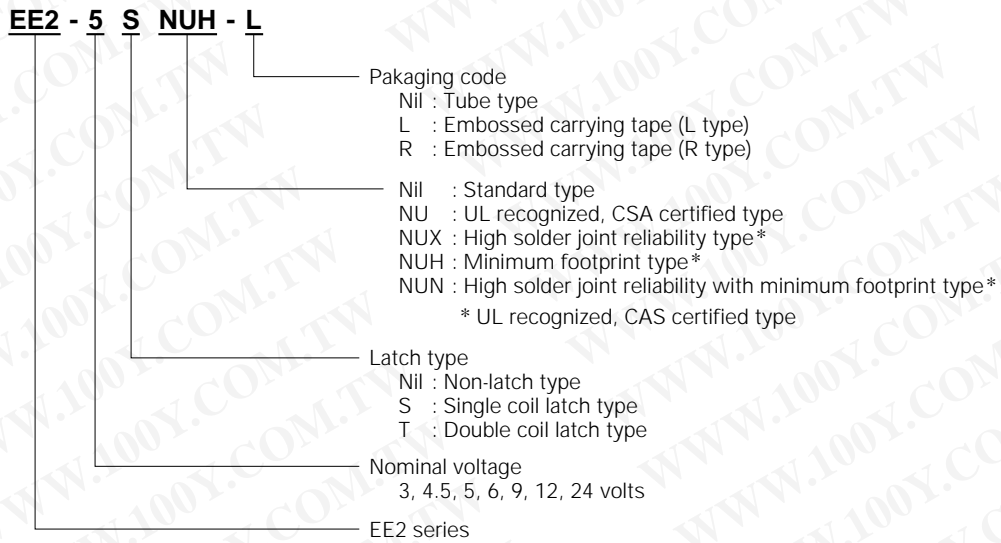 EE2 - 5 S NUH - L
Pakaging code
Nil : Tube type
L : Embossed carrying tape (L type)
R : Embossed carrying tape (R type)
Nil : Standard type
NU : UL recognized, CSA certified type
NUX : High solder joint reliability type*
NUH : Minimum footprint type*
NUN : High solder joint reliability with minimum footprint type*
* UL recognized, CAS certified type
Latch type
Nil : Non-latch type
S : Single coil latch type
T : Double coil latch type
Nominal voltage
3, 4.5, 5, 6, 9, 12, 24 volts
EE2 series
WWW.100Y.COM.TW